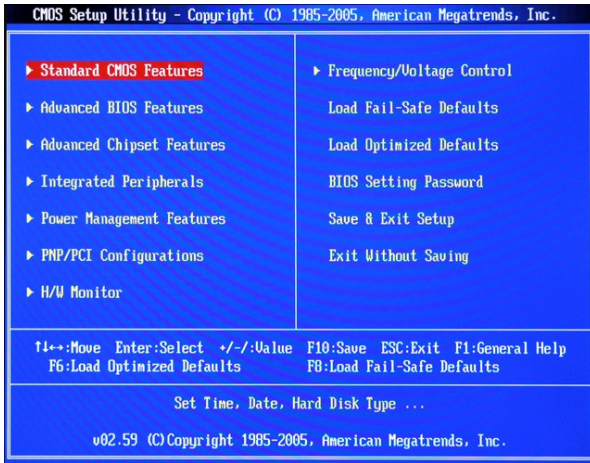 CMOS Setup Utility - Copyright (C) 1985-2005, American Megatrends, Inc.
▶ Standard CMOS Features
▶ Advanced BIOS Features
▶ Advanced Chipset Features
▶ Integrated Peripherals
▶ Power Management Features
▶ PNP/PCI Configurations
▶ H/W Monitor
▶ Frequency/Voltage Control
Load Fail-Safe Defaults
Load Optimized Defaults
BIOS Setting Password
Save & Exit Setup
Exit Without Saving
↑↓↔:Move Enter:Select +/-/:Value F10:Save ESC:Exit F1:General Help
F6:Load Optimized Defaults F8:Load Fail-Safe Defaults
Set Time, Date, Hard Disk Type ...
v02.59 (C)Copyright 1985-2005, American Megatrends, Inc.